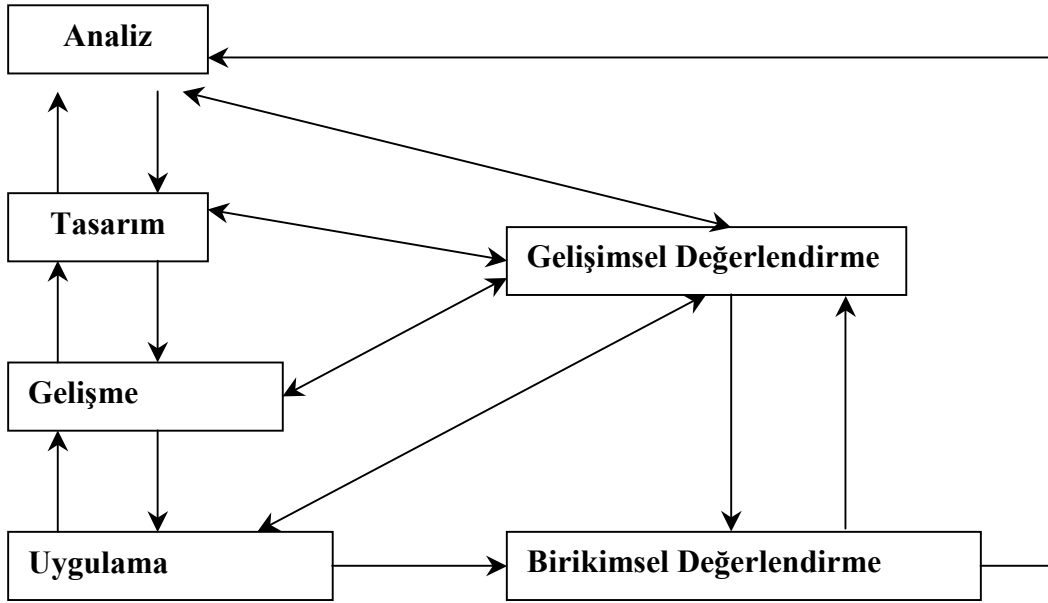 Analiz
Tasarım
Gelişimsel Değerlendirme
Gelişme
Uygulama
Birikimsel Değerlendirme